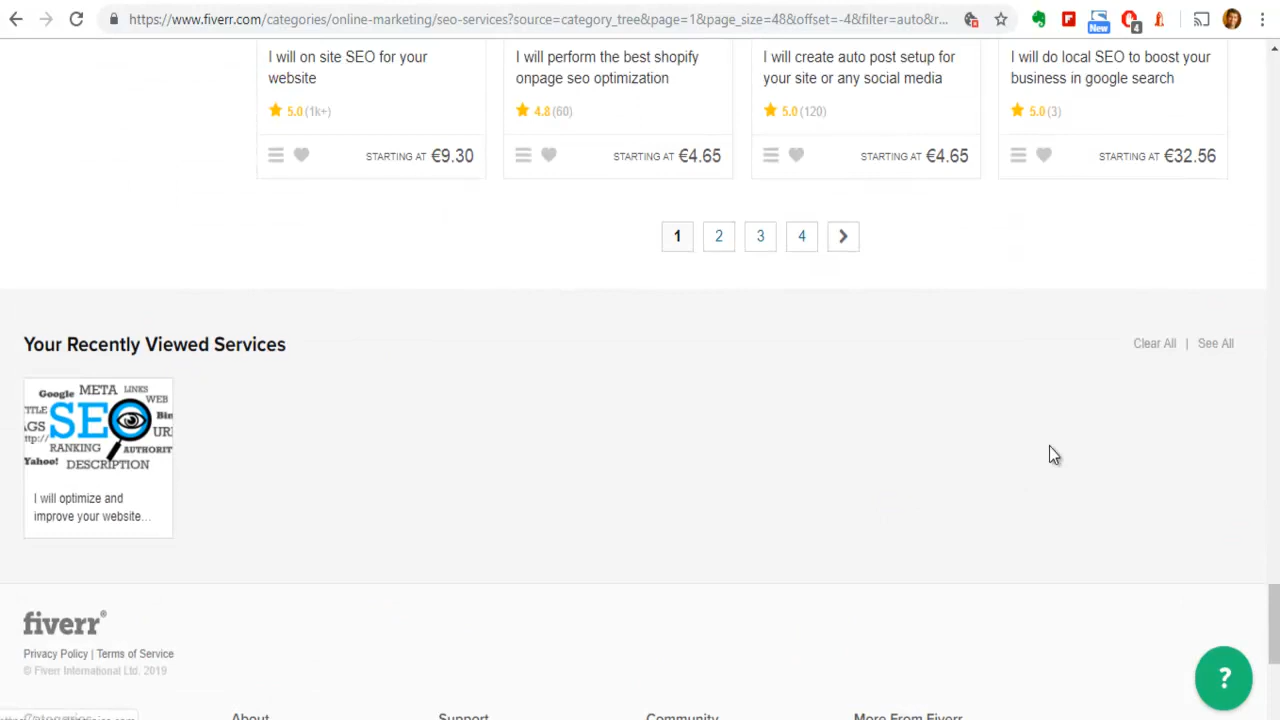 https://www.fiverr.com/categories/online-marketing/seo-services?source=category_tree&page=1&page_size=48&offset=-4&filter=auto&r...
New
4
I will on site SEO for your
website
5.0 (1k+)
STARTING AT €9.30
I will perform the best shopify
onpage seo optimization
4.8 (60)
STARTING AT €4.65
I will create auto post setup for
your site or any social media
5.0 (120)
STARTING AT €4.65
I will do local SEO to boost your
business in google search
5.0 (3)
STARTING AT €32.56
1 2 3 4
Your Recently Viewed Services
Clear All | See All
Google META LINKS
WEB
SEO
http://
RANKING AUTHORIT
Yahoo! DESCRIPTION
I will optimize and
improve your website...
fiverr®
Privacy Policy | Terms of Service
© Fiverr International Ltd. 2019
?
Categories About Support Community More From Fiverr